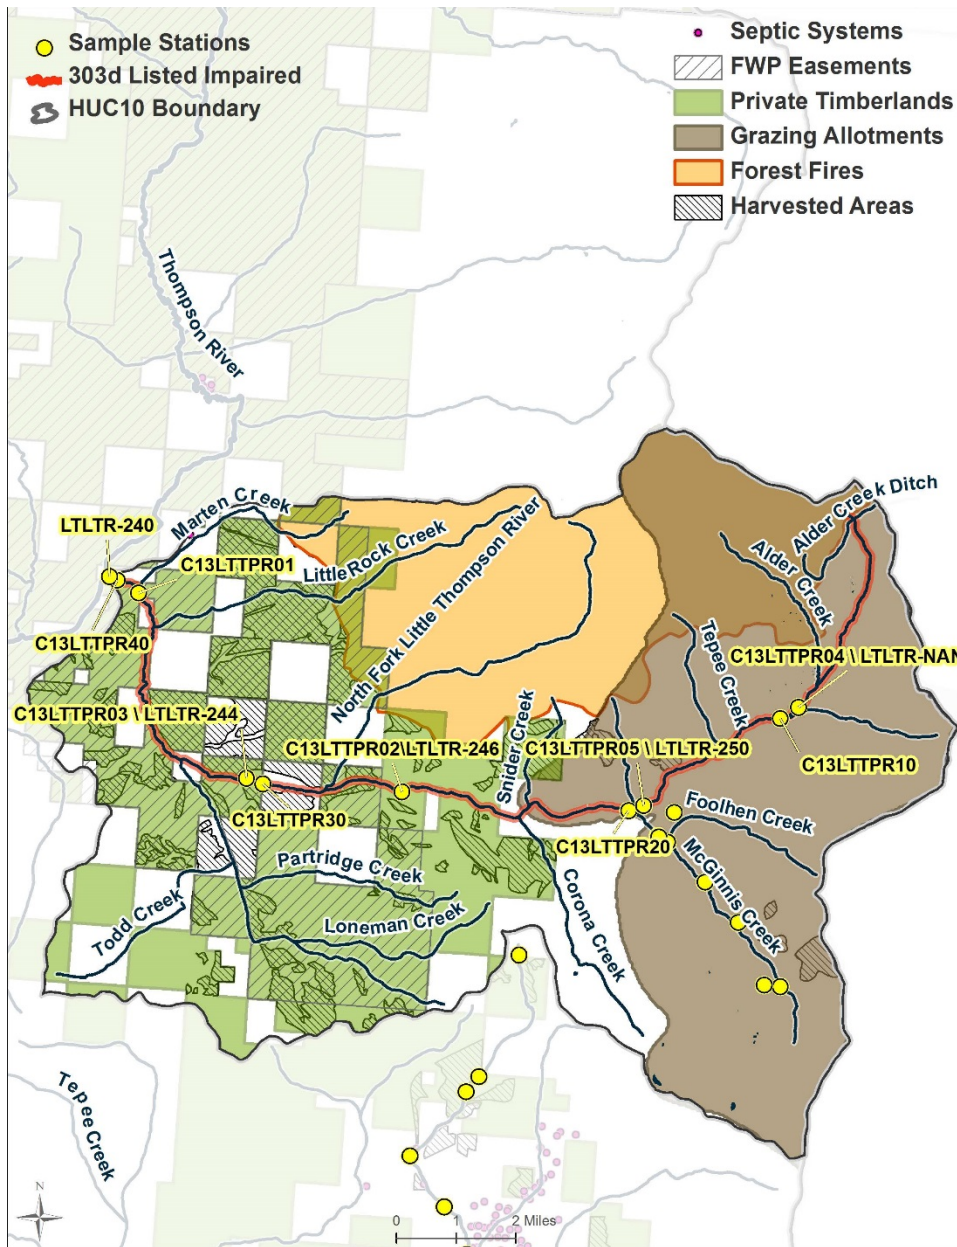 Sample Stations
303d Listed Impaired
HUC10 Boundary
Septic Systems
FWP Easements
Private Timberlands
Grazing Allotments
Forest Fires
Harvested Areas
Thompson River
Marten Creek
LTLTR-240
C13LTTPR01
Little Rock Creek
North Fork Little Thompson River
Alder Creek Ditch
Alder Creek
C13LTTPR40
Tepee Creek
C13LTTPR04 \ LTLTR-NAN
C13LTTPR03 \ LTLTR-244
C13LTTPR02\LTLTR-246
Snider Creek
C13LTTPR05 \ LTLTR-250
C13LTTPR10
C13LTTPR30
C13LTTPR20
Foolhen Creek
McGinnis Creek
Partridge Creek
Todd Creek
Loneman Creek
Corona Creek
Tepee Creek
N
0 1 2 Miles